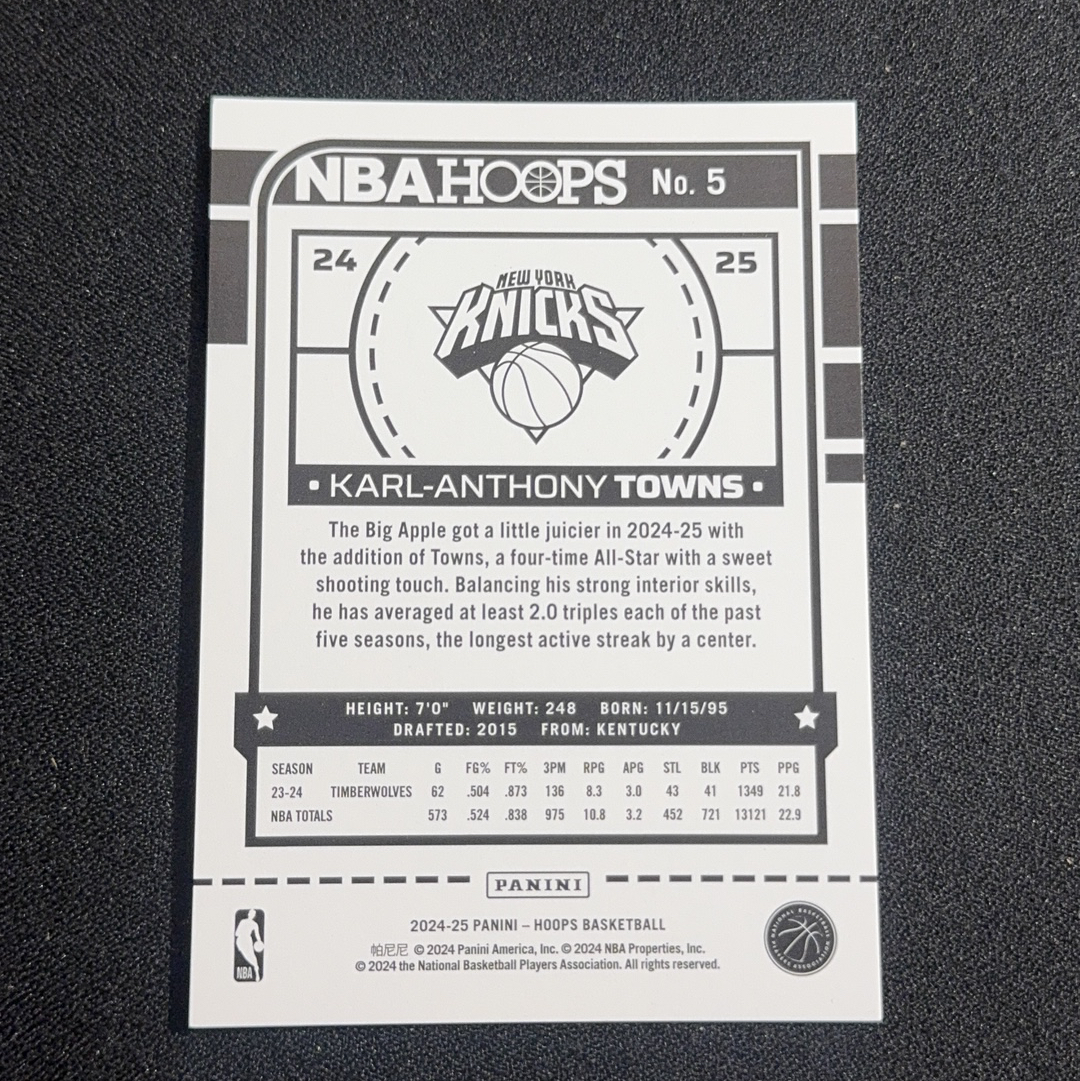 NBA HOOPS No. 5
24 25
NEW YORK
KNICKS
• KARL-ANTHONY TOWNS •
The Big Apple got a little juicier in 2024-25 with
the addition of Towns, a four-time All-Star with a sweet
shooting touch. Balancing his strong interior skills,
he has averaged at least 2.0 triples each of the past
five seasons, the longest active streak by a center.
HEIGHT: 7'0" WEIGHT: 248 BORN: 11/15/95
DRAFTED: 2015 FROM: KENTUCKY
SEASON TEAM G FG% FT% 3PM RPG APG STL BLK PTS PPG
23-24 TIMBERWOLVES 62 .504 .873 136 8.3 3.0 43 41 1349 21.8
NBA TOTALS 573 .524 .838 975 10.8 3.2 452 721 13121 22.9
PANINI
2024-25 PANINI – HOOPS BASKETBALL
帕尼尼 © 2024 Panini America, Inc. © 2024 NBA Properties, Inc.
© 2024 the National Basketball Players Association. All rights reserved.
NBA
NATIONAL BASKETBALL
PLAYERS ASSOCIATION